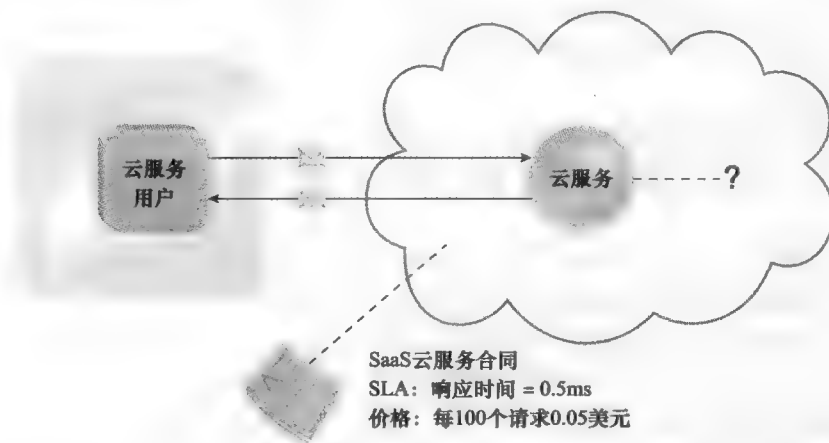 云服务
用户
云服务
?
SaaS云服务合同
SLA：响应时间 = 0.5ms
价格：每100个请求0.05美元